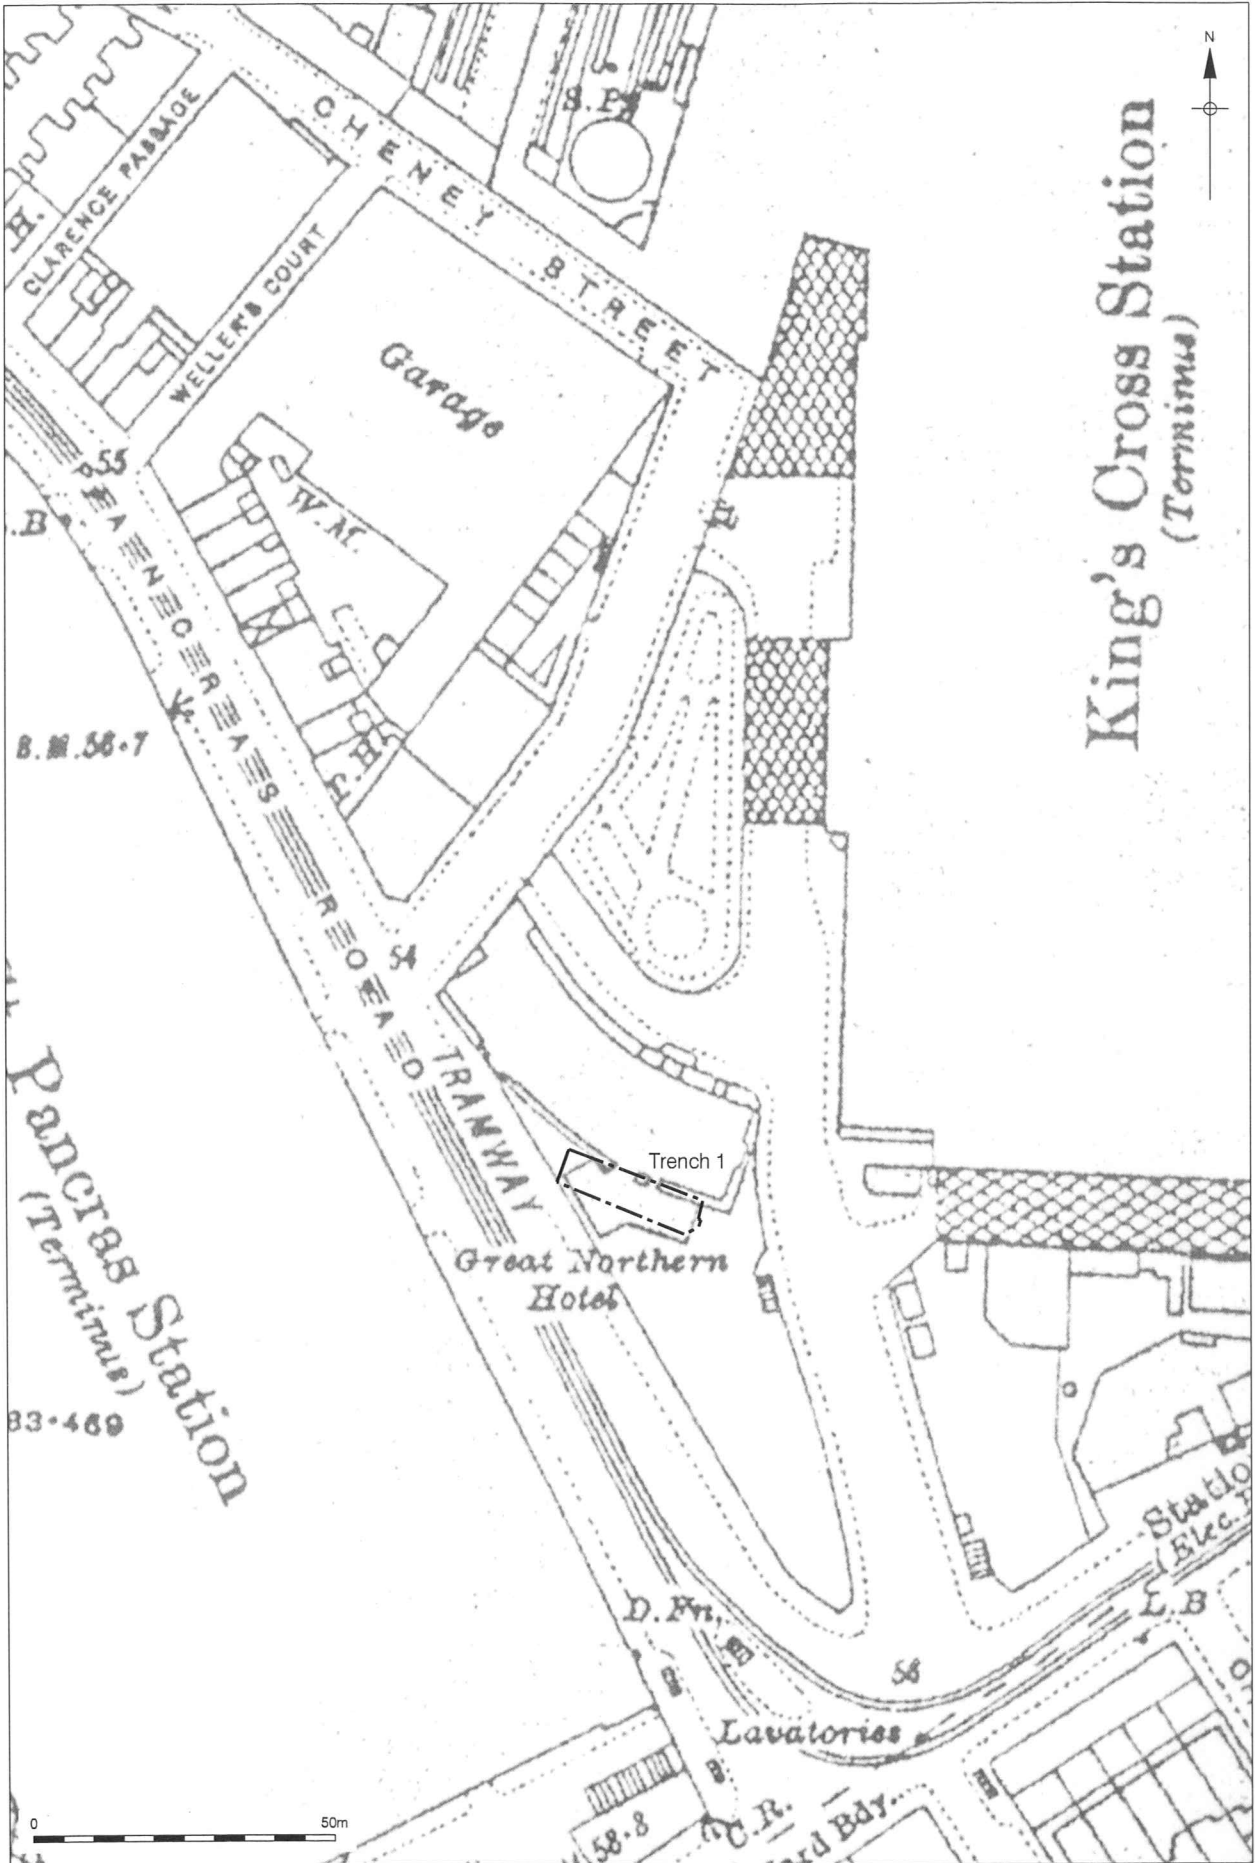 N
S.P.
CHENEY STREET
CLARENCE PASSAGE
H.
WELLER'S COURT
Garage
King's Cross Station
(Terminus)
55
W.M.
.B
PANCRAS ROAD
B.M.56.7
P.H.
54
TRAMWAY
Trench 1
Great Northern
Hotel
Pancras Station
(Terminus)
83.469
Statio
(Elec.
D.Fn.
L.B
58
Lavatories
58.8
C.R.
ard Bdy.
0 50m